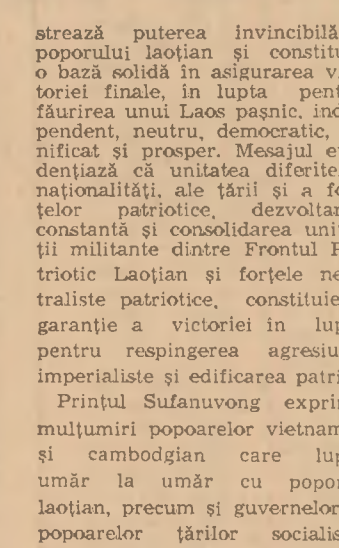 strează puterea invincibilă
poporului laoțian și constitu
o bază solidă în asigurarea v
toriei finale, în lupta pent
făurirea unui Laos pașnic, ind
pendent, neutru, democratic,
nificat și prosper. Mesajul e
dențiază că unitatea diferite
naționalități, ale țării și a f
țelor patriotice, dezvoltar
constantă și consolidarea uni
ții militante dintre Frontul P
triotic Laoțian și forțele ne
traliste patriotice, constituie
garanție a victoriei în lup
pentru respingerea agresiu
imperialiste și edificarea patri
Prințul Sufanuvong expri
mulțumiri popoarelor vietnam
și cambodgian care lup
umăr la umăr cu popo
laoțian, precum și guvernelor
popoarelor țărilor socialis